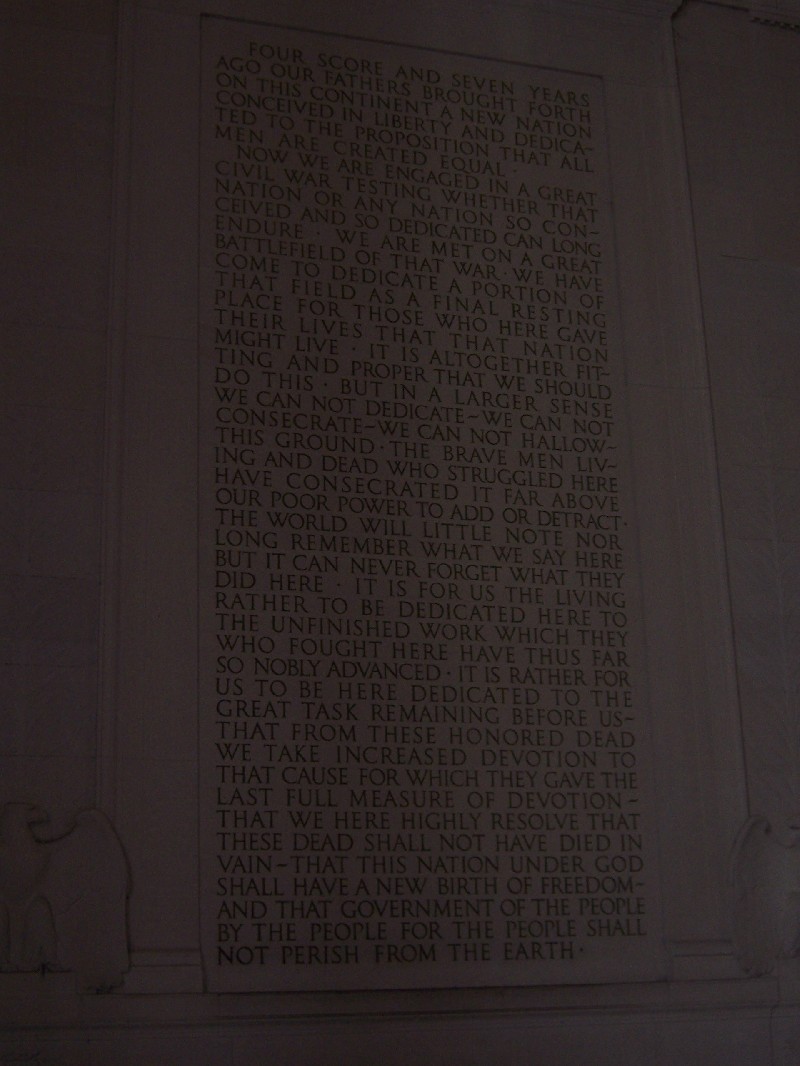 FOUR SCORE AND SEVEN YEARS
AGO OUR FATHERS BROUGHT FORTH
ON THIS CONTINENT A NEW NATION
CONCEIVED IN LIBERTY AND DEDICA-
TED TO THE PROPOSITION THAT ALL
MEN ARE CREATED EQUAL ·
NOW WE ARE ENGAGED IN A GREAT
CIVIL WAR TESTING WHETHER THAT
NATION OR ANY NATION SO CON-
CEIVED AND SO DEDICATED CAN LONG
ENDURE · WE ARE MET ON A GREAT
BATTLEFIELD OF THAT WAR · WE HAVE
COME TO DEDICATE A PORTION OF
THAT FIELD AS A FINAL RESTING
PLACE FOR THOSE WHO HERE GAVE
THEIR LIVES THAT THAT NATION
MIGHT LIVE · IT IS ALTOGETHER FIT-
TING AND PROPER THAT WE SHOULD
DO THIS · BUT IN A LARGER SENSE
WE CAN NOT DEDICATE–WE CAN NOT
CONSECRATE–WE CAN NOT HALLOW–
THIS GROUND · THE BRAVE MEN LIV-
ING AND DEAD WHO STRUGGLED HERE
HAVE CONSECRATED IT FAR ABOVE
OUR POOR POWER TO ADD OR DETRACT ·
THE WORLD WILL LITTLE NOTE NOR
LONG REMEMBER WHAT WE SAY HERE
BUT IT CAN NEVER FORGET WHAT THEY
DID HERE · IT IS FOR US THE LIVING
RATHER TO BE DEDICATED HERE TO
THE UNFINISHED WORK WHICH THEY
WHO FOUGHT HERE HAVE THUS FAR
SO NOBLY ADVANCED · IT IS RATHER FOR
US TO BE HERE DEDICATED TO THE
GREAT TASK REMAINING BEFORE US–
THAT FROM THESE HONORED DEAD
WE TAKE INCREASED DEVOTION TO
THAT CAUSE FOR WHICH THEY GAVE THE
LAST FULL MEASURE OF DEVOTION–
THAT WE HERE HIGHLY RESOLVE THAT
THESE DEAD SHALL NOT HAVE DIED IN
VAIN–THAT THIS NATION UNDER GOD
SHALL HAVE A NEW BIRTH OF FREEDOM–
AND THAT GOVERNMENT OF THE PEOPLE
BY THE PEOPLE FOR THE PEOPLE SHALL
NOT PERISH FROM THE EARTH ·